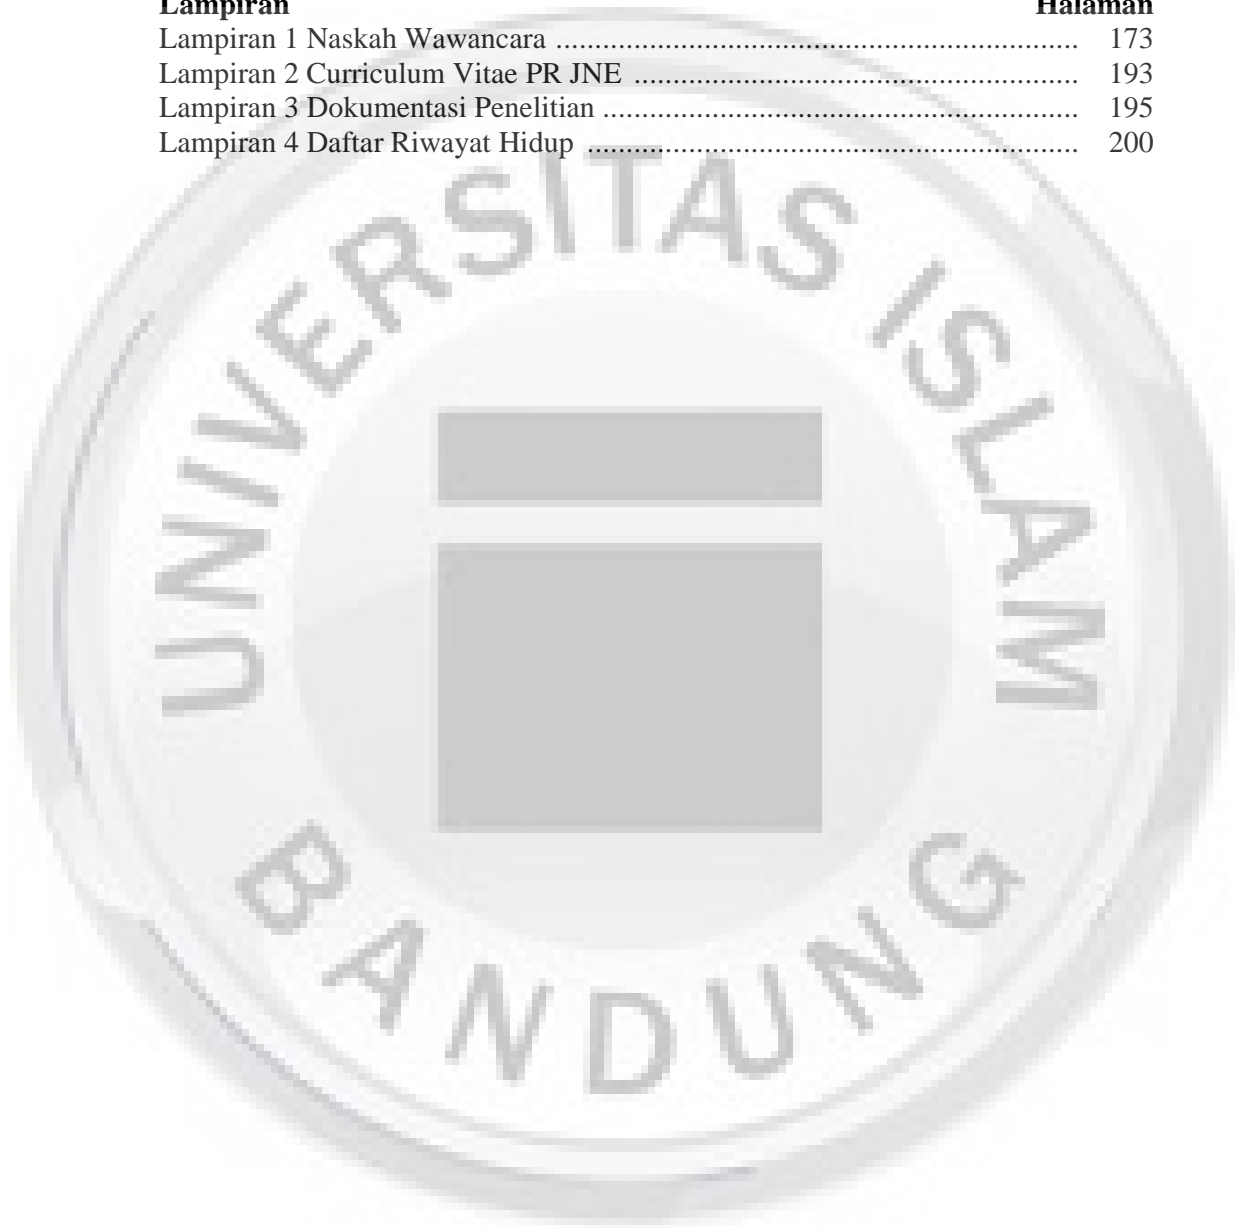 Lampiran Halaman
Lampiran 1 Naskah Wawancara ................................................................... 173
Lampiran 2 Curriculum Vitae PR JNE ......................................................... 193
Lampiran 3 Dokumentasi Penelitian ............................................................. 195
Lampiran 4 Daftar Riwayat Hidup ............................................................... 200
UNIVERSITAS ISLAM
BANDUNG